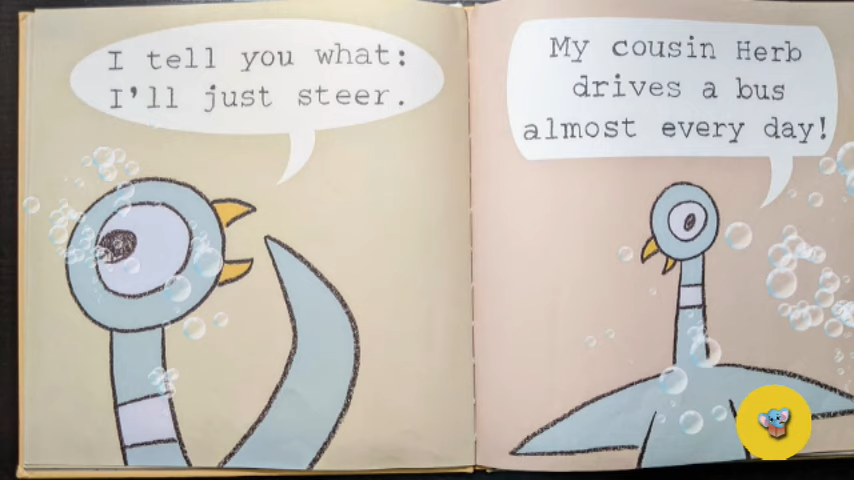 I tell you what:
I'll just steer.
My cousin Herb
drives a bus
almost every day!